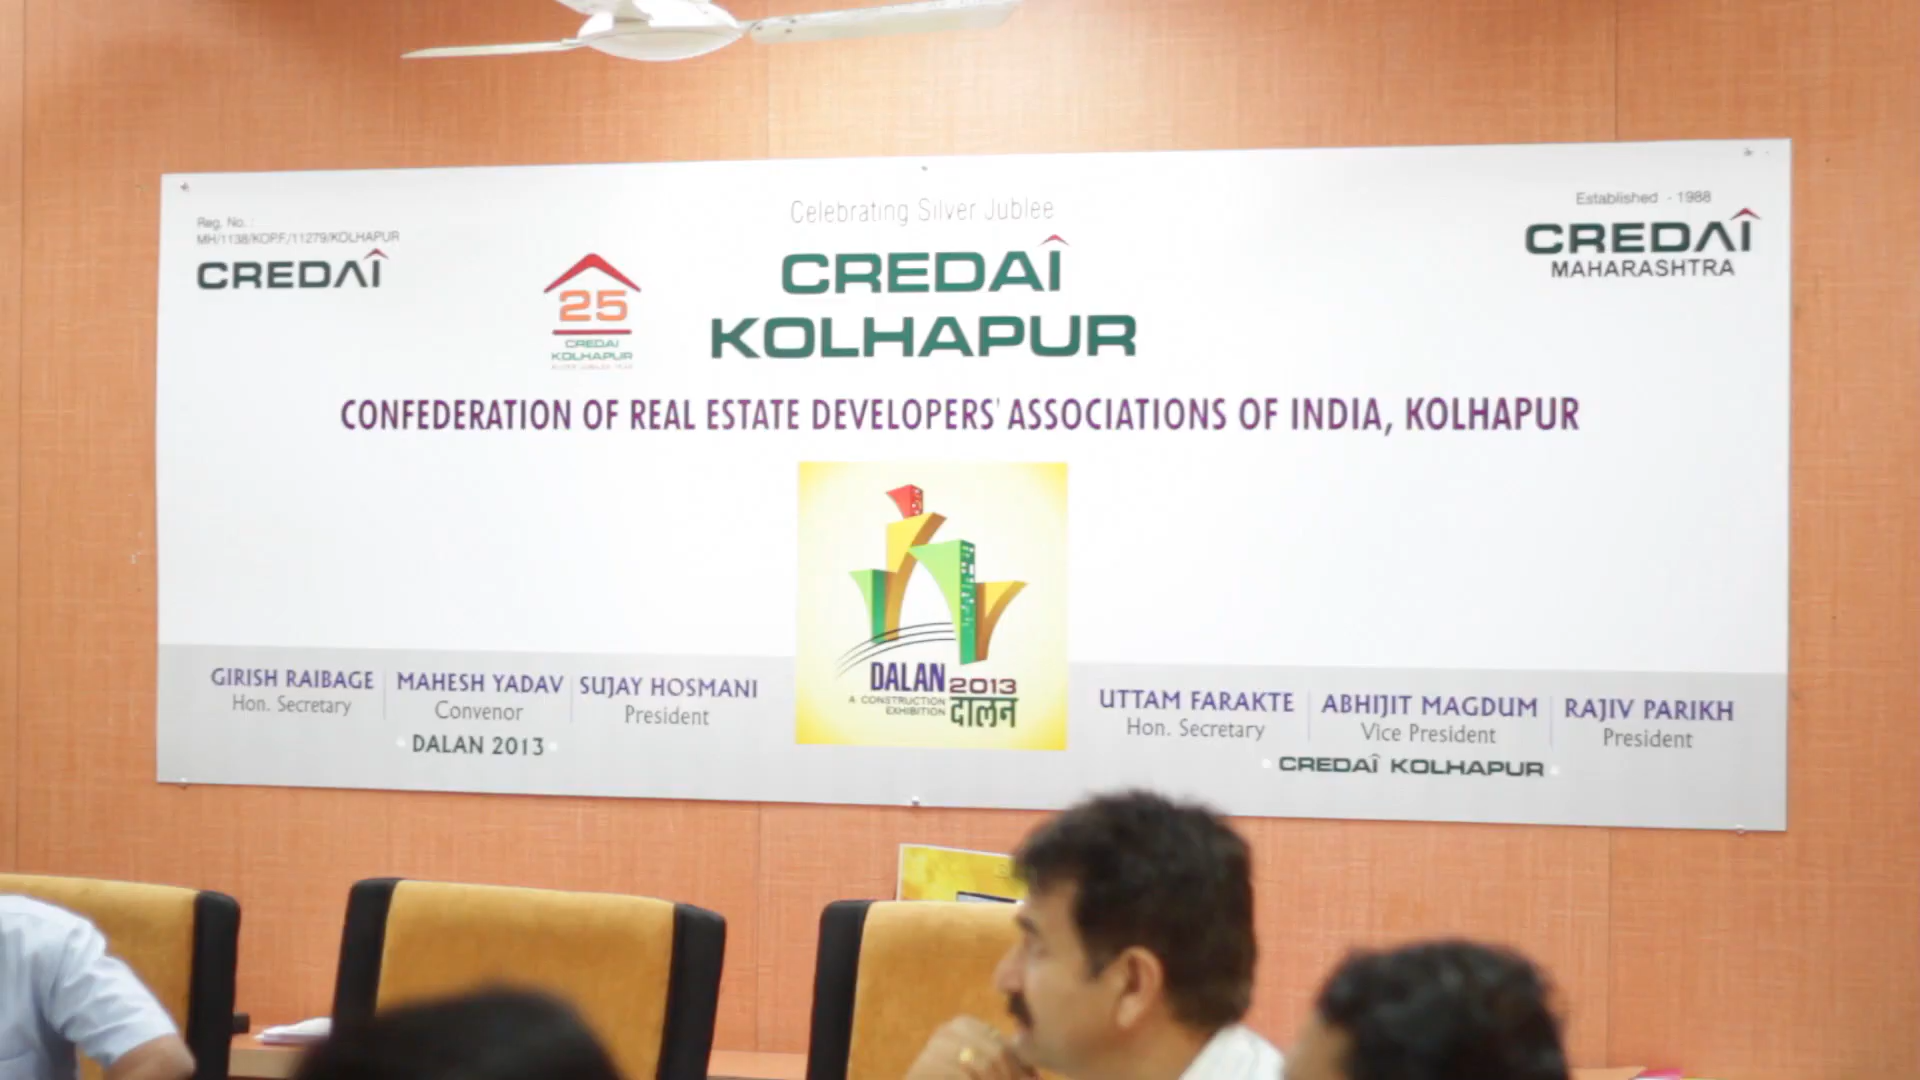 Celebrating Silver Jublee
Reg. No. :
MH/1138/KOP.F./11279/KOLHAPUR
CREDAI
25
CREDAI
KOLHAPUR
SILVER JUBILEE YEAR
CREDAI
KOLHAPUR
Established - 1988
CREDAI
MAHARASHTRA
CONFEDERATION OF REAL ESTATE DEVELOPERS' ASSOCIATIONS OF INDIA, KOLHAPUR
GIRISH RAIBAGE
Hon. Secretary
MAHESH YADAV
Convenor
SUJAY HOSMANI
President
DALAN 2013
DALAN 2013
A CONSTRUCTION
EXHIBITION
दालन
UTTAM FARAKTE
Hon. Secretary
ABHIJIT MAGDUM
Vice President
RAJIV PARIKH
President
CREDAI KOLHAPUR